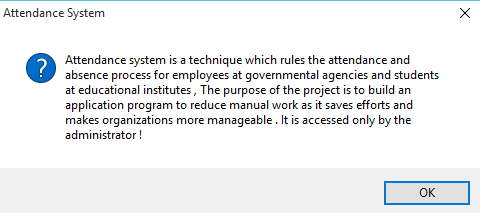 Attendance System
Attendance system is a technique which rules the attendance and
absence process for employees at governmental agencies and students
at educational institutes , The purpose of the project is to build an
application program to reduce manual work as it saves efforts and
makes organizations more manageable . It is accessed only by the
administrator !
OK